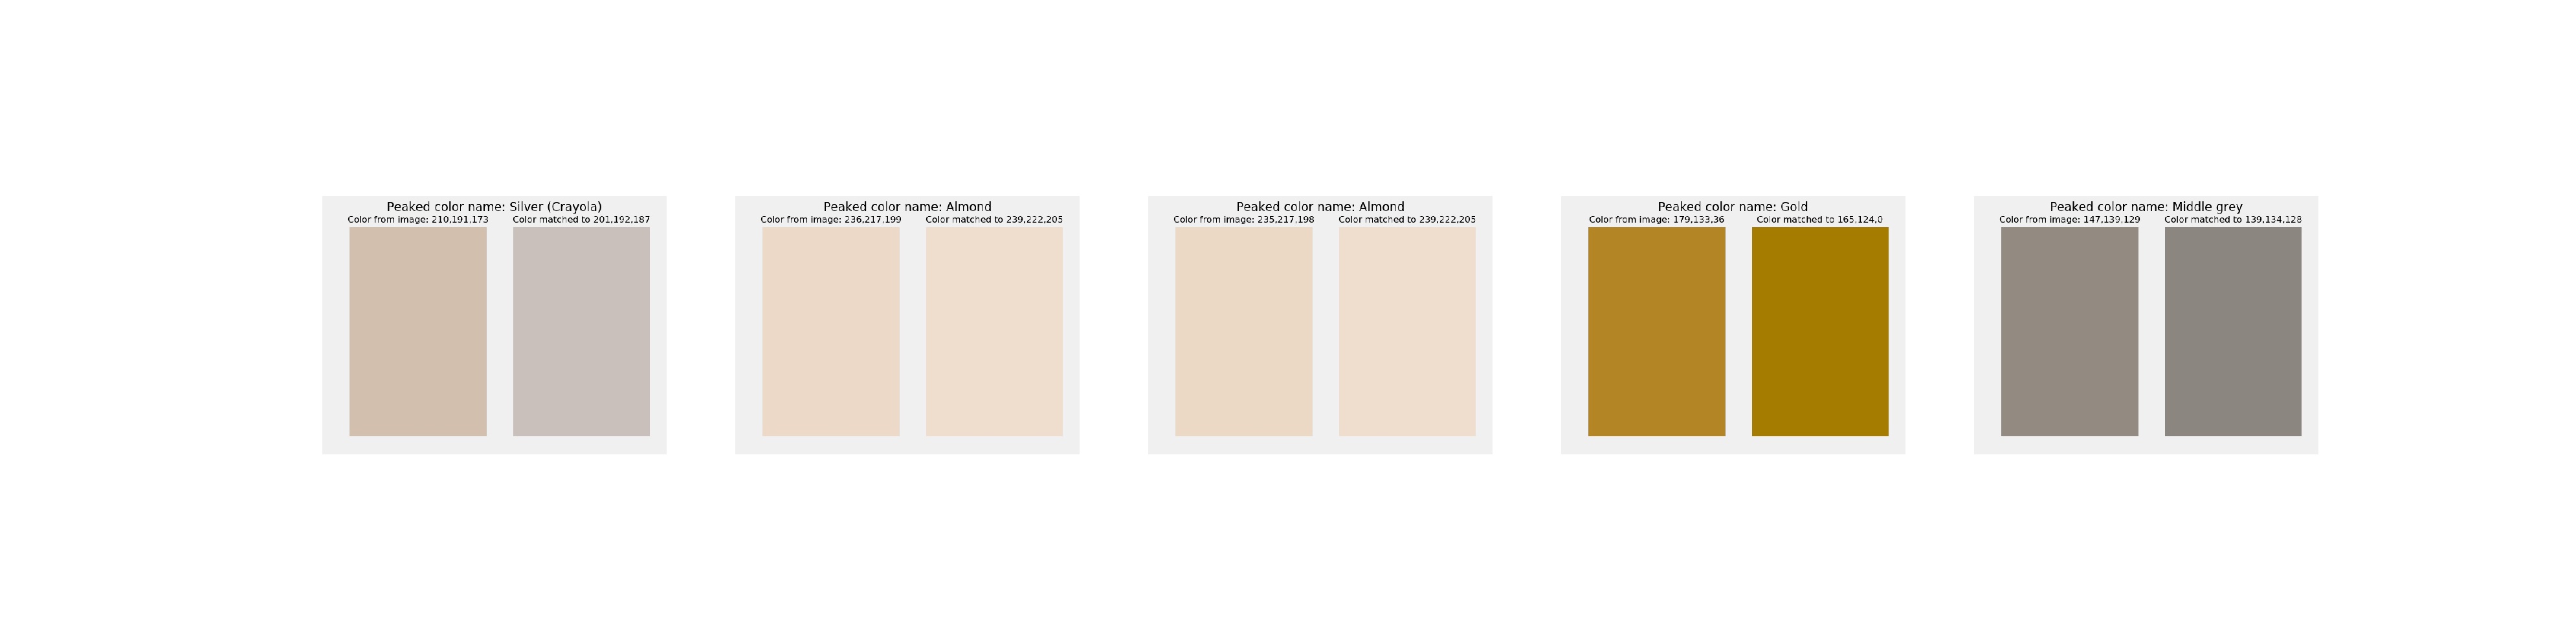 Peaked color name: Silver (Crayola)
Color from image: 210,191,173
Color matched to 201,192,187
Peaked color name: Almond
Color from image: 236,217,199
Color matched to 239,222,205
Peaked color name: Almond
Color from image: 235,217,198
Color matched to 239,222,205
Peaked color name: Gold
Color from image: 179,133,36
Color matched to 165,124,0
Peaked color name: Middle grey
Color from image: 147,139,129
Color matched to 139,134,128